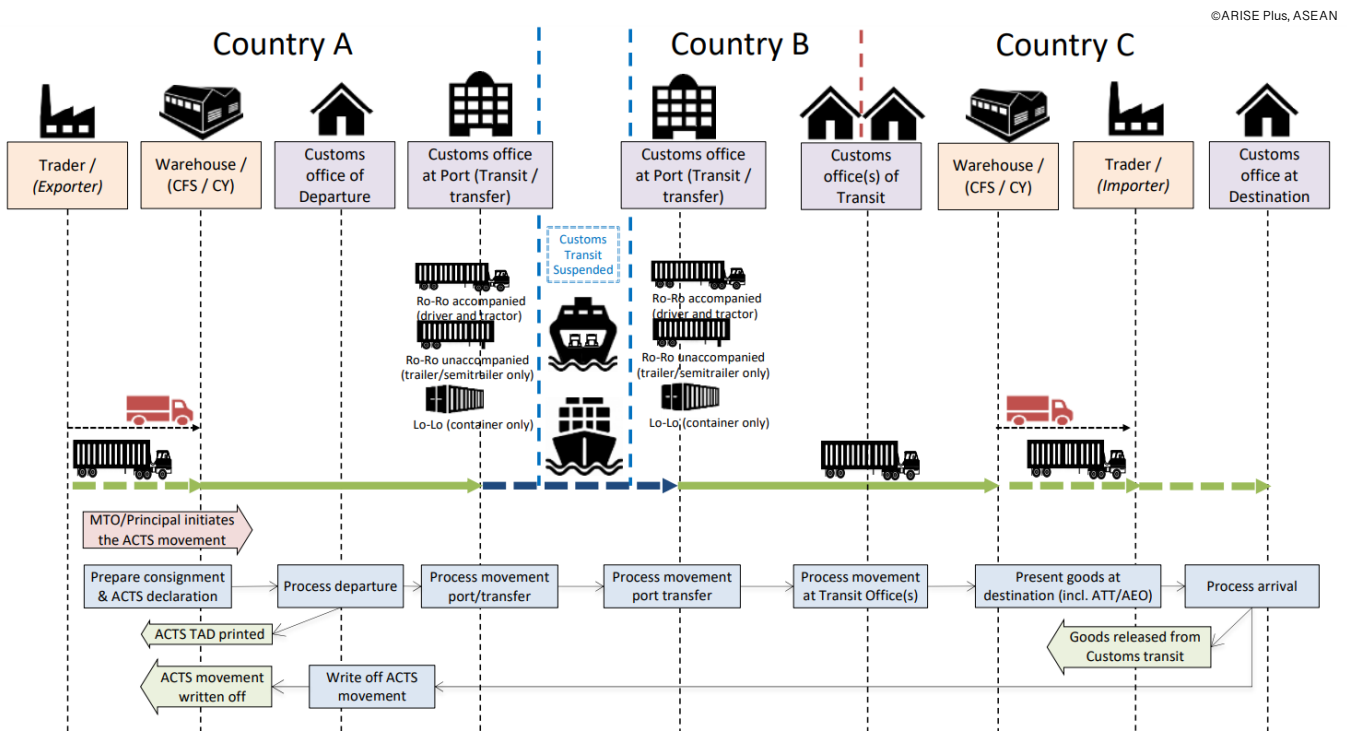 ©ARISE Plus, ASEAN
Country A
Country B
Country C
Trader /
(Exporter)
Warehouse /
(CFS / CY)
Customs
office of
Departure
Customs office
at Port (Transit /
transfer)
Customs office
at Port (Transit /
transfer)
Customs
office(s) of
Transit
Warehouse /
(CFS / CY)
Trader /
(Importer)
Customs
office at
Destination
Customs
Transit
Suspended
Ro-Ro accompanied
(driver and tractor)
Ro-Ro unaccompanied
(trailer/semitrailer only)
Lo-Lo (container only)
Ro-Ro accompanied
(driver and tractor)
Ro-Ro unaccompanied
(trailer/semitrailer only)
Lo-Lo (container only)
MTO/Principal initiates
the ACTS movement
Prepare consignment
& ACTS declaration
Process departure
Process movement
port/transfer
Process movement
port transfer
Process movement
at Transit Office(s)
Present goods at
destination (incl. ATT/AEO)
Process arrival
ACTS TAD printed
Goods released from
Customs transit
ACTS movement
written off
Write off ACTS
movement